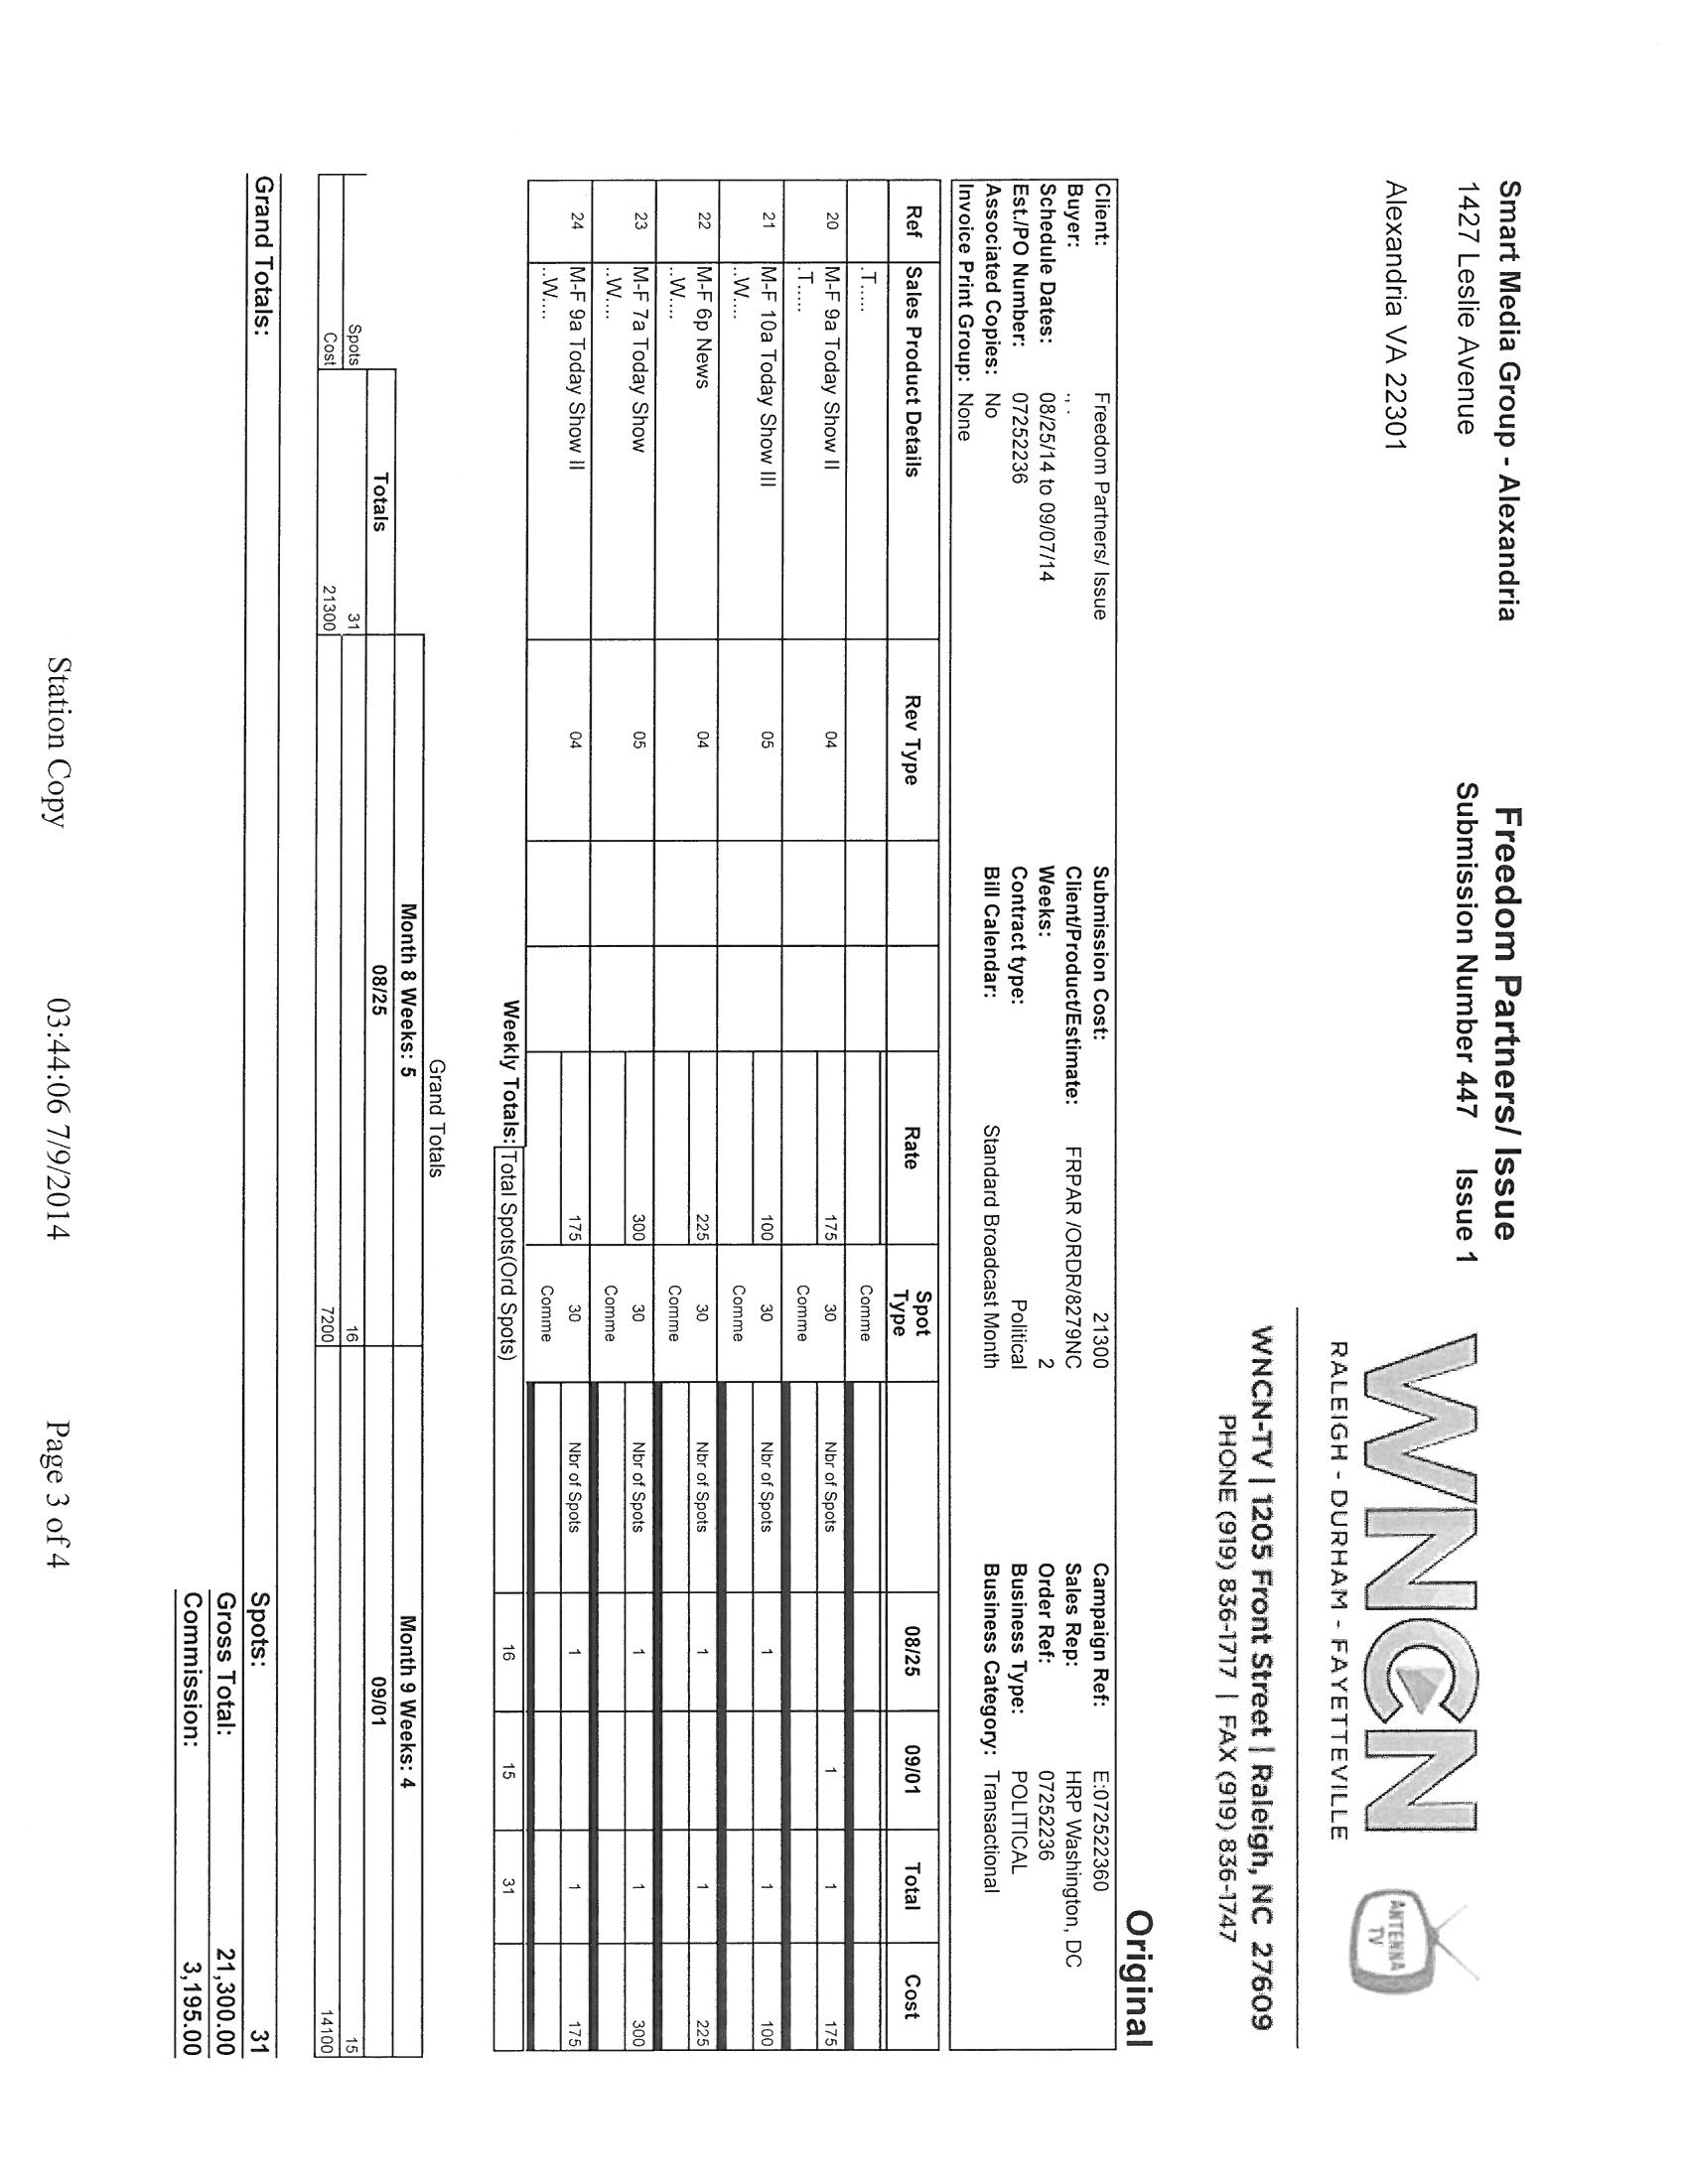 Smart Media Group - Alexandria
1427 Leslie Avenue
Alexandria VA 22301
Freedom Partners/ Issue
Submission Number 447 Issue 1
WNCN
RALEIGH - DURHAM - FAYETTEVILLE
ANTENNA TV
WNCN-TV | 1205 Front Street | Raleigh, NC 27609
PHONE (919) 836-1717 | FAX (919) 836-1747
Original
Client: Freedom Partners/ Issue Submission Cost: 21300 Campaign Ref: E:072522360
Buyer: ., . Client/Product/Estimate: FRPAR /ORDR/8279NC Sales Rep: HRP Washington, DC
Schedule Dates: 08/25/14 to 09/07/14 Weeks: 2 Order Ref: 07252236
Est./PO Number: 07252236 Contract type: Political Business Type: POLITICAL
Associated Copies: No Bill Calendar: Standard Broadcast Month Business Category: Transactional
Invoice Print Group: None
Ref Sales Product Details Rev Type Rate Spot Type 08/25 09/01 Total Cost
.T..... Comme
20 M-F 9a Today Show II 04 175 30 Nbr of Spots 1 1 175
.T..... Comme
21 M-F 10a Today Show III 05 100 30 Nbr of Spots 1 1 100
..W.... Comme
22 M-F 6p News 04 225 30 Nbr of Spots 1 1 225
..W.... Comme
23 M-F 7a Today Show 05 300 30 Nbr of Spots 1 1 300
..W.... Comme
24 M-F 9a Today Show II 04 175 30 Nbr of Spots 1 1 175
..W.... Comme
Weekly Totals: Total Spots(Ord Spots) 16 15 31
Grand Totals
Month 8 Weeks: 5 Month 9 Weeks: 4
Totals 08/25 09/01
Spots 31 16 15
Cost 21300 7200 14100
Grand Totals: Spots: 31
Gross Total: 21,300.00
Commission: 3,195.00
Station Copy 03:44:06 7/9/2014 Page 3 of 4